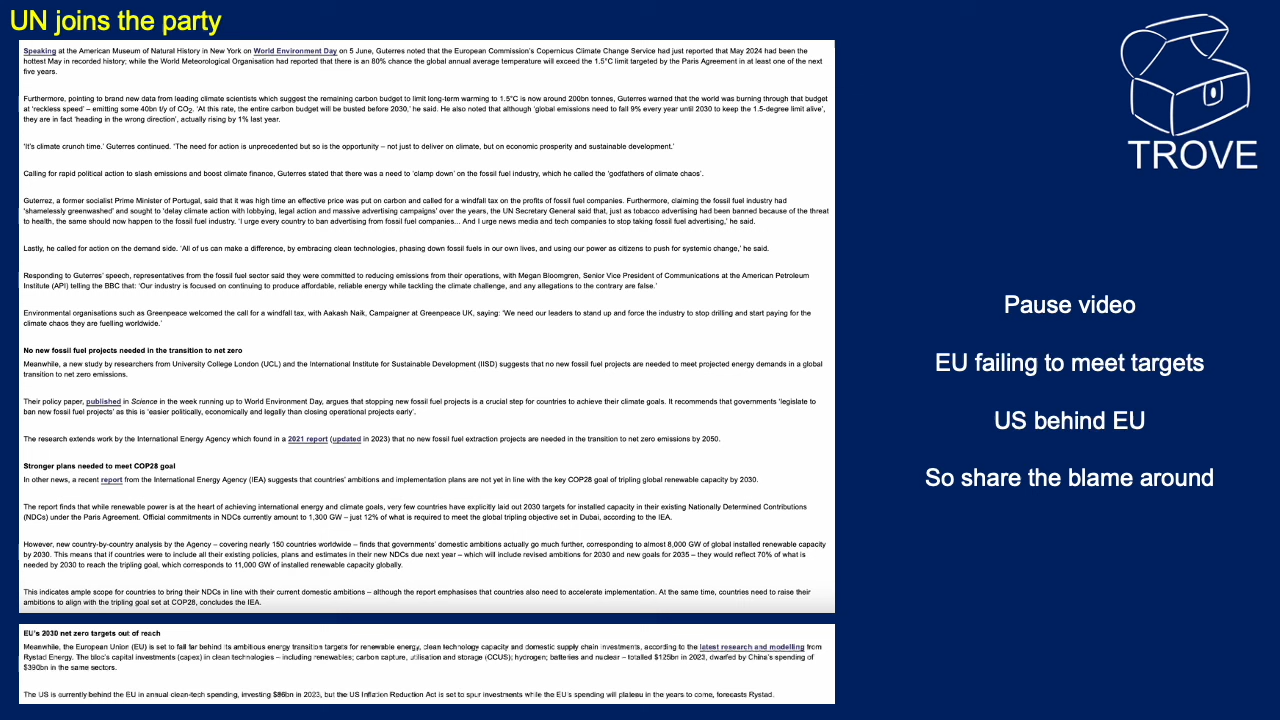 UN joins the party
Speaking at the American Museum of Natural History in New York on World Environment Day on 5 June, Guterres noted that the European Commission's Copernicus Climate Change Service had just reported that May 2024 had been the
hottest May in recorded history; while the World Meteorological Organisation had reported that there is an 80% chance the global annual average temperature will exceed the 1.5°C limit targeted by the Paris Agreement in at least one of the next
five years.
Furthermore, pointing to brand new data from leading climate scientists which suggest the remaining carbon budget to limit long-term warming to 1.5°C is now around 200bn tonnes, Guterres warned that the world was burning through that budget
at 'reckless speed' – emitting some 40bn t/y of CO₂. 'At this rate, the entire carbon budget will be busted before 2030,' he said. He also noted that although 'global emissions need to fall 9% every year until 2030 to keep the 1.5-degree limit alive',
they are in fact 'heading in the wrong direction', actually rising by 1% last year.
'It's climate crunch time.' Guterres continued. 'The need for action is unprecedented but so is the opportunity – not just to deliver on climate, but on economic prosperity and sustainable development.'
Calling for rapid political action to slash emissions and boost climate finance, Guterres stated that there was a need to 'clamp down' on the fossil fuel industry, which he called the 'godfathers of climate chaos'.
Guterrez, a former socialist Prime Minister of Portugal, said that it was high time an effective price was put on carbon and called for a windfall tax on the profits of fossil fuel companies. Furthermore, claiming the fossil fuel industry had
'shamelessly greenwashed' and sought to 'delay climate action with lobbying, legal action and massive advertising campaigns' over the years, the UN Secretary General said that, just as tobacco advertising had been banned because of the threat
to health, the same should now happen to the fossil fuel industry. 'I urge every country to ban advertising from fossil fuel companies... And I urge news media and tech companies to stop taking fossil fuel advertising,' he said.
Lastly, he called for action on the demand side. 'All of us can make a difference, by embracing clean technologies, phasing down fossil fuels in our own lives, and using our power as citizens to push for systemic change,' he said.
Responding to Guterres' speech, representatives from the fossil fuel sector said they were committed to reducing emissions from their operations, with Megan Bloomgren, Senior Vice President of Communications at the American Petroleum
Institute (API) telling the BBC that: 'Our industry is focused on continuing to produce affordable, reliable energy while tackling the climate challenge, and any allegations to the contrary are false.'
Environmental organisations such as Greenpeace welcomed the call for a windfall tax, with Aakash Naik, Campaigner at Greenpeace UK, saying: 'We need our leaders to stand up and force the industry to stop drilling and start paying for the
climate chaos they are fuelling worldwide.'
No new fossil fuel projects needed in the transition to net zero
Meanwhile, a new study by researchers from University College London (UCL) and the International Institute for Sustainable Development (IISD) suggests that no new fossil fuel projects are needed to meet projected energy demands in a global
transition to net zero emissions.
Their policy paper, published in Science in the week running up to World Environment Day, argues that stopping new fossil fuel projects is a crucial step for countries to achieve their climate goals. It recommends that governments 'legislate to
ban new fossil fuel projects' as this is 'easier politically, economically and legally than closing operational projects early'.
The research extends work by the International Energy Agency which found in a 2021 report (updated in 2023) that no new fossil fuel extraction projects are needed in the transition to net zero emissions by 2050.
Stronger plans needed to meet COP28 goal
In other news, a recent report from the International Energy Agency (IEA) suggests that countries' ambitions and implementation plans are not yet in line with the key COP28 goal of tripling global renewable capacity by 2030.
The report finds that while renewable power is at the heart of achieving international energy and climate goals, very few countries have explicitly laid out 2030 targets for installed capacity in their existing Nationally Determined Contributions
(NDCs) under the Paris Agreement. Official commitments in NDCs currently amount to 1,300 GW – just 12% of what is required to meet the global tripling objective set in Dubai, according to the IEA.
However, new country-by-country analysis by the Agency – covering nearly 150 countries worldwide – finds that governments' domestic ambitions actually go much further, corresponding to almost 8,000 GW of global installed renewable capacity
by 2030. This means that if countries were to include all their existing policies, plans and estimates in their new NDCs due next year – which will include revised ambitions for 2030 and new goals for 2035 – they would reflect 70% of what is
needed by 2030 to reach the tripling goal, which corresponds to 11,000 GW of installed renewable capacity globally.
This indicates ample scope for countries to bring their NDCs in line with their current domestic ambitions – although the report emphasises that countries also need to accelerate implementation. At the same time, countries need to raise their
ambitions to align with the tripling goal set at COP28, concludes the IEA.
EU's 2030 net zero targets out of reach
Meanwhile, the European Union (EU) is set to fall far behind its ambitious energy transition targets for renewable energy, clean technology capacity and domestic supply chain investments, according to the latest research and modelling from
Rystad Energy. The bloc's capital investments (capex) in clean technologies – including renewables; carbon capture, utilisation and storage (CCUS); hydrogen; batteries and nuclear – totalled $125bn in 2023, dwarfed by China's spending of
$390bn in the same sectors.
The US is currently behind the EU in annual clean-tech spending, investing $86bn in 2023, but the US Inflation Reduction Act is set to spur investments while the EU's spending will plateau in the years to come, forecasts Rystad.
TROVE
Pause video
EU failing to meet targets
US behind EU
So share the blame around